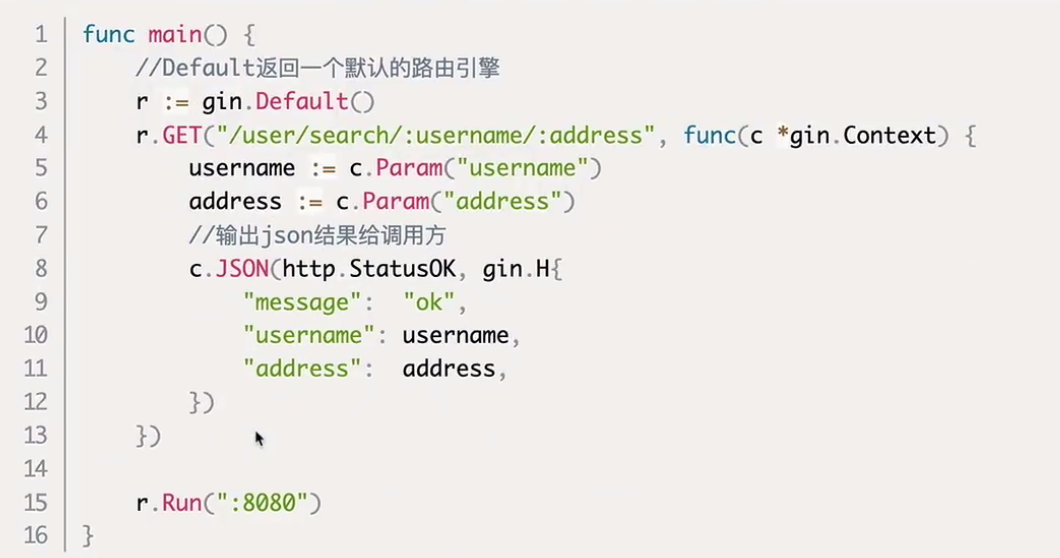 1 func main() {
2     //Default返回一个默认的路由引擎
3     r := gin.Default()
4     r.GET("/user/search/:username/:address", func(c *gin.Context) {
5         username := c.Param("username")
6         address := c.Param("address")
7         //输出json结果给调用方
8         c.JSON(http.StatusOK, gin.H{
9             "message":  "ok",
10             "username": username,
11             "address":  address,
12         })
13     })
14
15     r.Run(":8080")
16 }